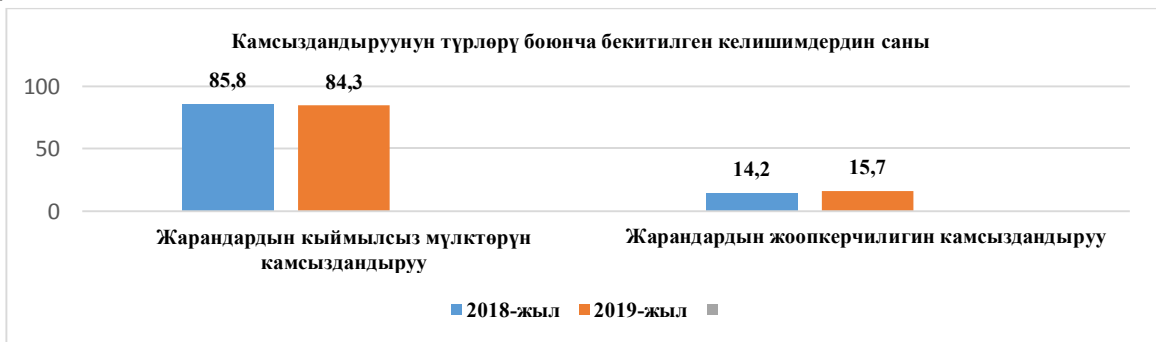 Камсыздандыруунун түрлөрү боюнча бекитилген келишимдердин саны
85,8
84,3
100
50
0
14,2
15,7
Жарандардын кыймылсыз мүлктөрүн
камсыздандыруу
Жарандардын жоопкерчилигин камсыздандыруу
2018-жыл 2019-жыл